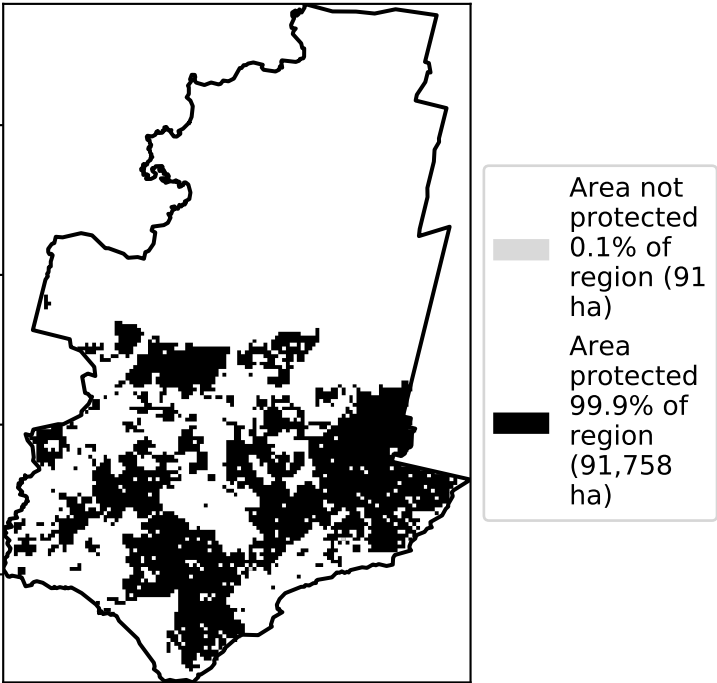 Area not
protected
0.1% of
region (91
ha)
Area
protected
99.9% of
region
(91,758
ha)